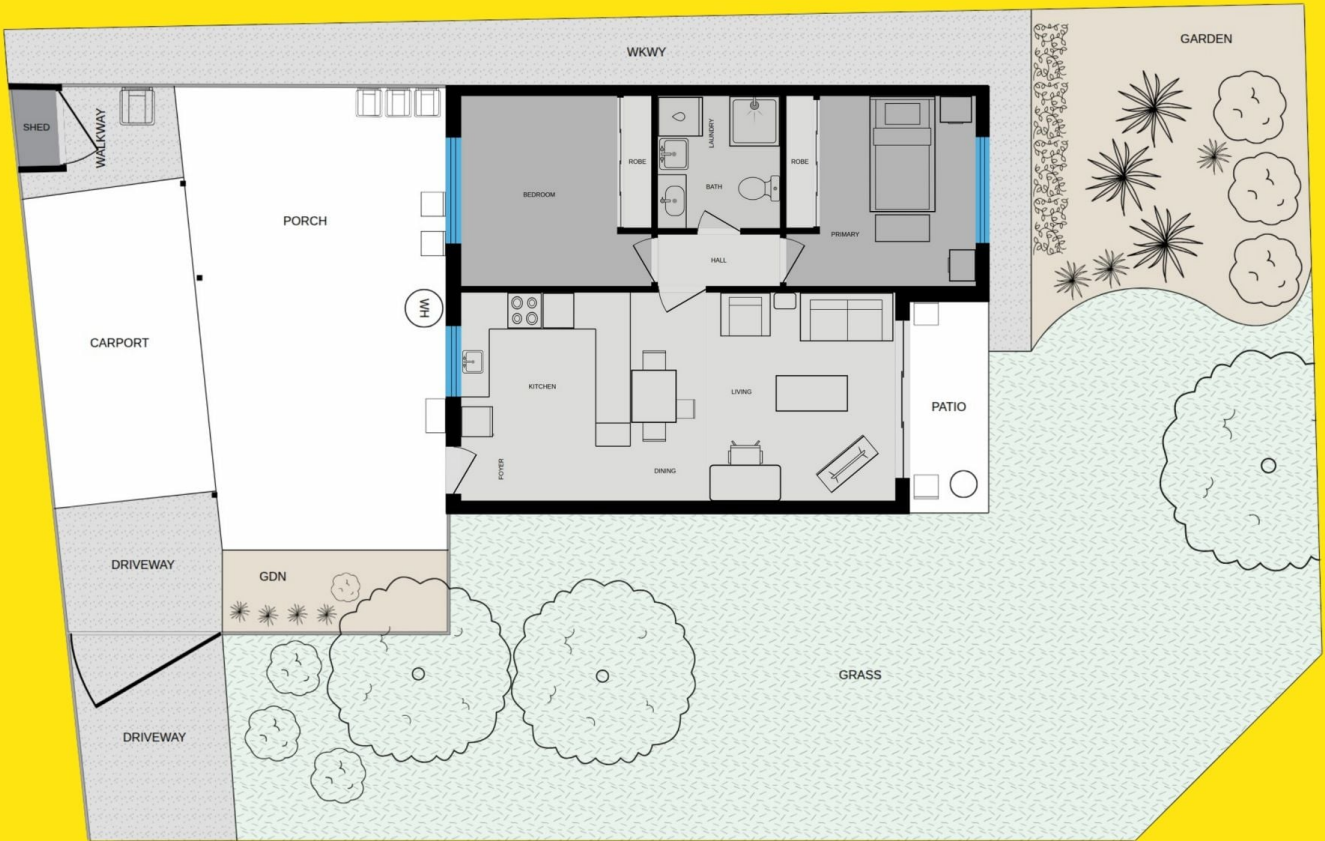 WKWY
GARDEN
SHED
WALKWAY
LAUNDRY
ROBE
ROBE
BATH
BEDROOM
PORCH
PRIMARY
HALL
WH
CARPORT
KITCHEN
LIVING
PATIO
FOYER
DINING
DRIVEWAY
GDN
GRASS
DRIVEWAY